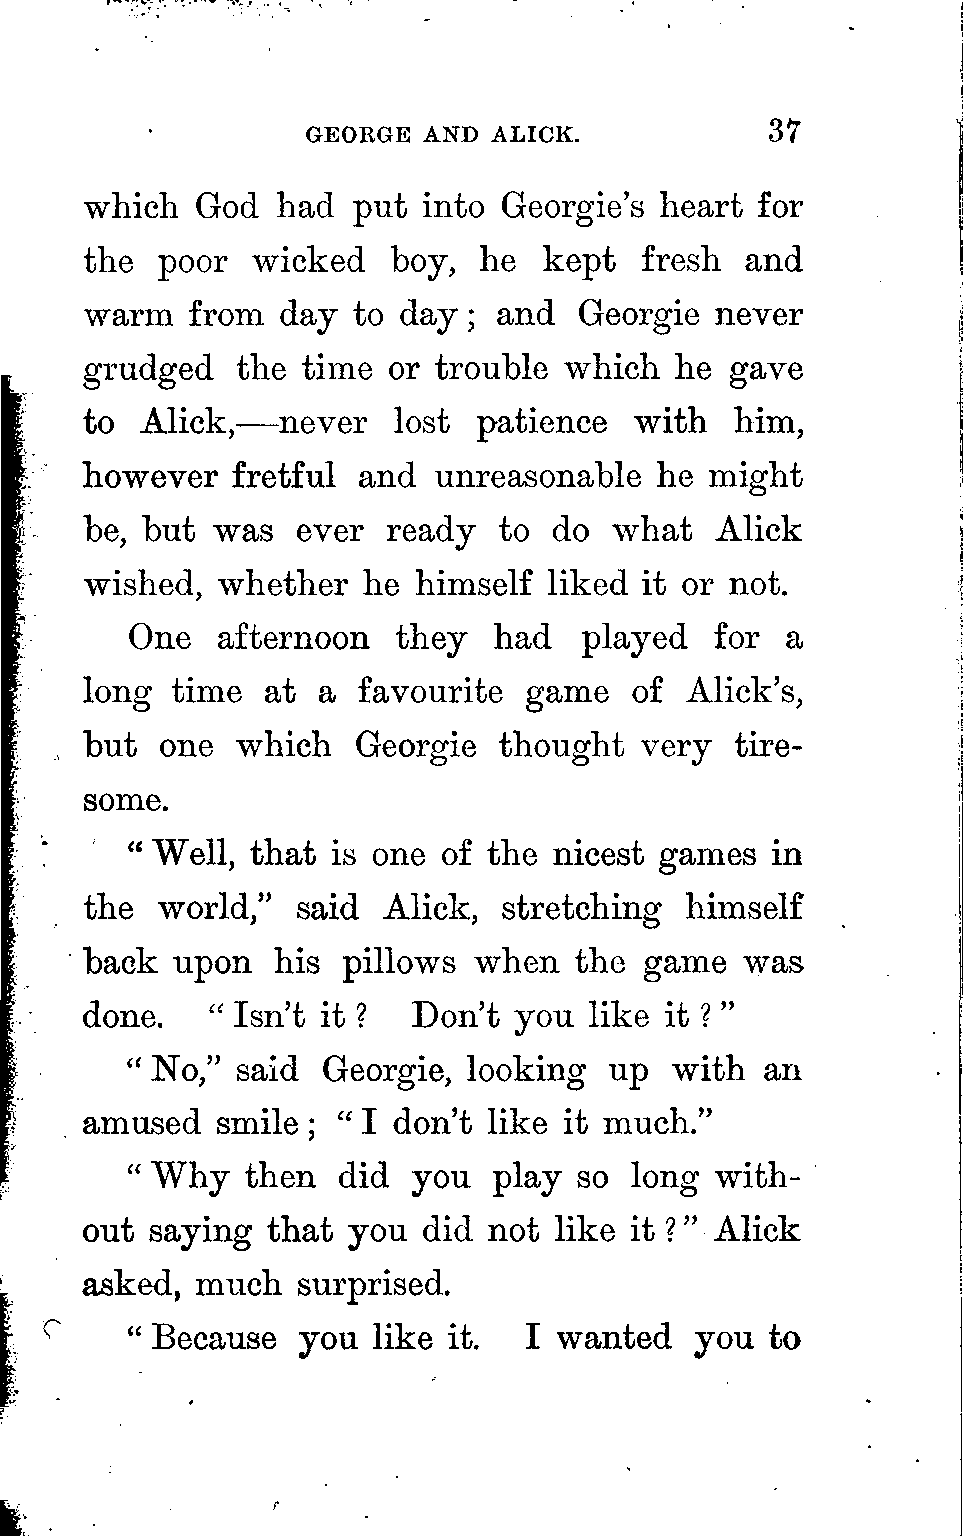 GEORGE AND ALICK. 37
which God had put into Georgie's heart for
the poor wicked boy, he kept fresh and
warm from day to day; and Georgie never
grudged the time or trouble which he gave
to Alick,—never lost patience with him,
however fretful and unreasonable he might
be, but was ever ready to do what Alick
wished, whether he himself liked it or not.
One afternoon they had played for a
long time at a favourite game of Alick's,
but one which Georgie thought very tire-
some.
“Well, that is one of the nicest games in
the world,” said Alick, stretching himself
back upon his pillows when the game was
done. “Isn't it? Don't you like it?”
“No,” said Georgie, looking up with an
amused smile; “I don't like it much.”
“Why then did you play so long with-
out saying that you did not like it?” Alick
asked, much surprised.
“Because you like it. I wanted you to